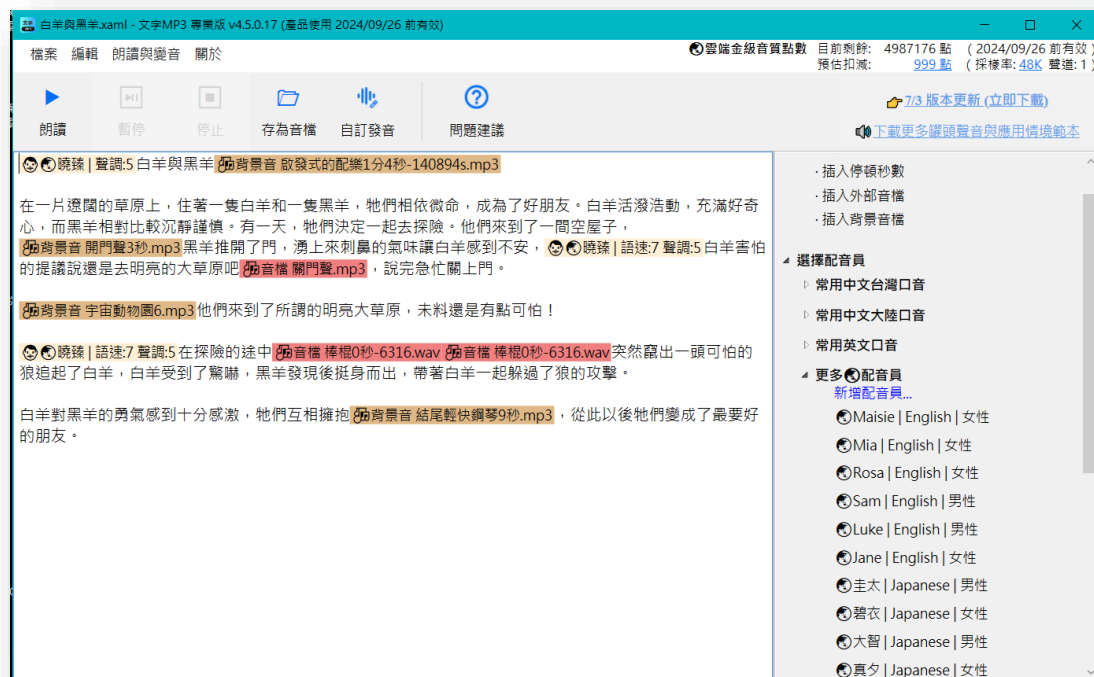 白羊與黑羊.xaml - 文字MP3 專業版 v4.5.0.17 (產品使用 2024/09/26 前有效)
檔案 編輯 朗讀與變音 關於
雲端金級音質點數 目前剩餘: 4987176 點 (2024/09/26 前有效)
預估扣減: 999 點 (採樣率: 48K 聲道: 1)
朗讀 暫停 停止 存為音檔 自訂發音 問題建議
7/3 版本更新 (立即下載)
下載更多罐頭聲音與應用情境範本
曉臻 | 聲調:5 白羊與黑羊 背景音 啟發式的配樂1分4秒-140894s.mp3
在一片遼闊的草原上，住著一隻白羊和一隻黑羊，牠們相依微命，成為了好朋友。白羊活潑浩動，充滿好奇
心，而黑羊相對比較沉靜謹慎。有一天，牠們決定一起去探險。他們來到了一間空屋子，
背景音 開門聲3秒.mp3 黑羊推開了門，湧上來刺鼻的氣味讓白羊感到不安， 曉臻 | 語速:7 聲調:5 白羊害怕
的提議說還是去明亮的大草原吧 音檔 關門聲.mp3 ，說完急忙關上門。
背景音 宇宙動物園6.mp3 他們來到了所謂的明亮大草原，未料還是有點可怕！
曉臻 | 語速:7 聲調:5 在探險的途中 音檔 棒棍0秒-6316.wav 音檔 棒棍0秒-6316.wav 突然竄出一頭可怕的
狼追起了白羊，白羊受到了驚嚇，黑羊發現後挺身而出，帶著白羊一起躲過了狼的攻擊。
白羊對黑羊的勇氣感到十分感激，牠們互相擁抱 背景音 結尾輕快鋼琴9秒.mp3 ，從此以後牠們變成了最要好
的朋友。
· 插入停頓秒數
· 插入外部音檔
· 插入背景音檔
選擇配音員
常用中文台灣口音
常用中文大陸口音
常用英文口音
更多配音員
新增配音員...
Maisie | English | 女性
Mia | English | 女性
Rosa | English | 女性
Sam | English | 男性
Luke | English | 男性
Jane | English | 女性
圭太 | Japanese | 男性
碧衣 | Japanese | 女性
大智 | Japanese | 男性
真夕 | Japanese | 女性